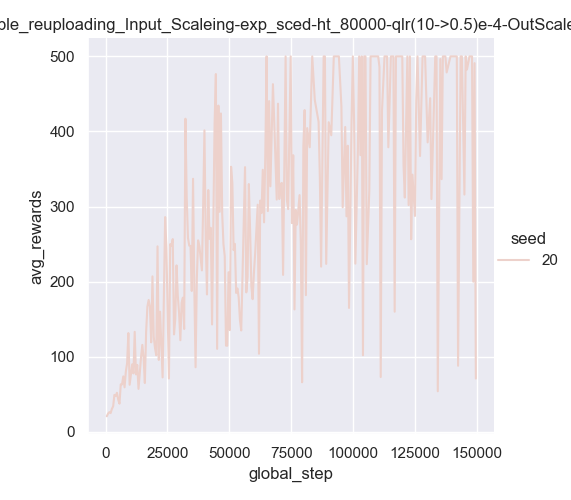 ble_reuploading_Input_Scaleing-exp_sced-ht_80000-qlr(10->0.5)e-4-OutScale
500
400
300
200
100
0
avg_rewards
0 25000 50000 75000 100000 125000 150000
global_step
seed
20